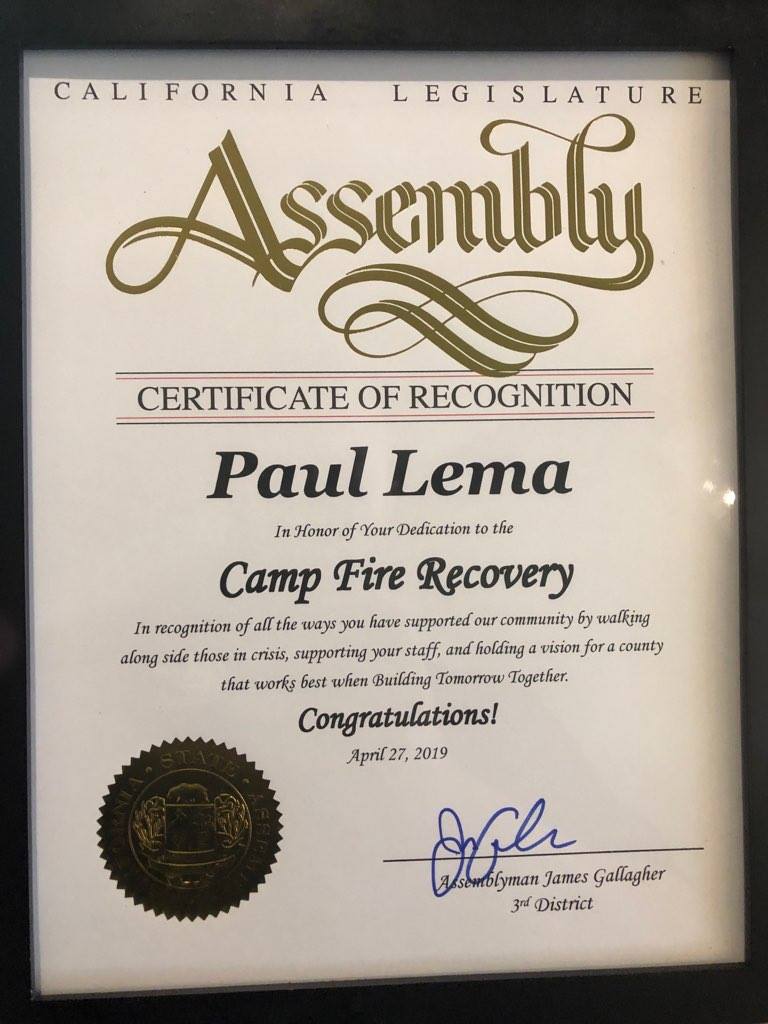 CALIFORNIA LEGISLATURE
Assembly
CERTIFICATE OF RECOGNITION
Paul Lema
In Honor of Your Dedication to the
Camp Fire Recovery
In recognition of all the ways you have supported our community by walking
along side those in crisis, supporting your staff, and holding a vision for a county
that works best when Building Tomorrow Together.
Congratulations!
April 27, 2019
STATE
Assemblyman James Gallagher
3rd District